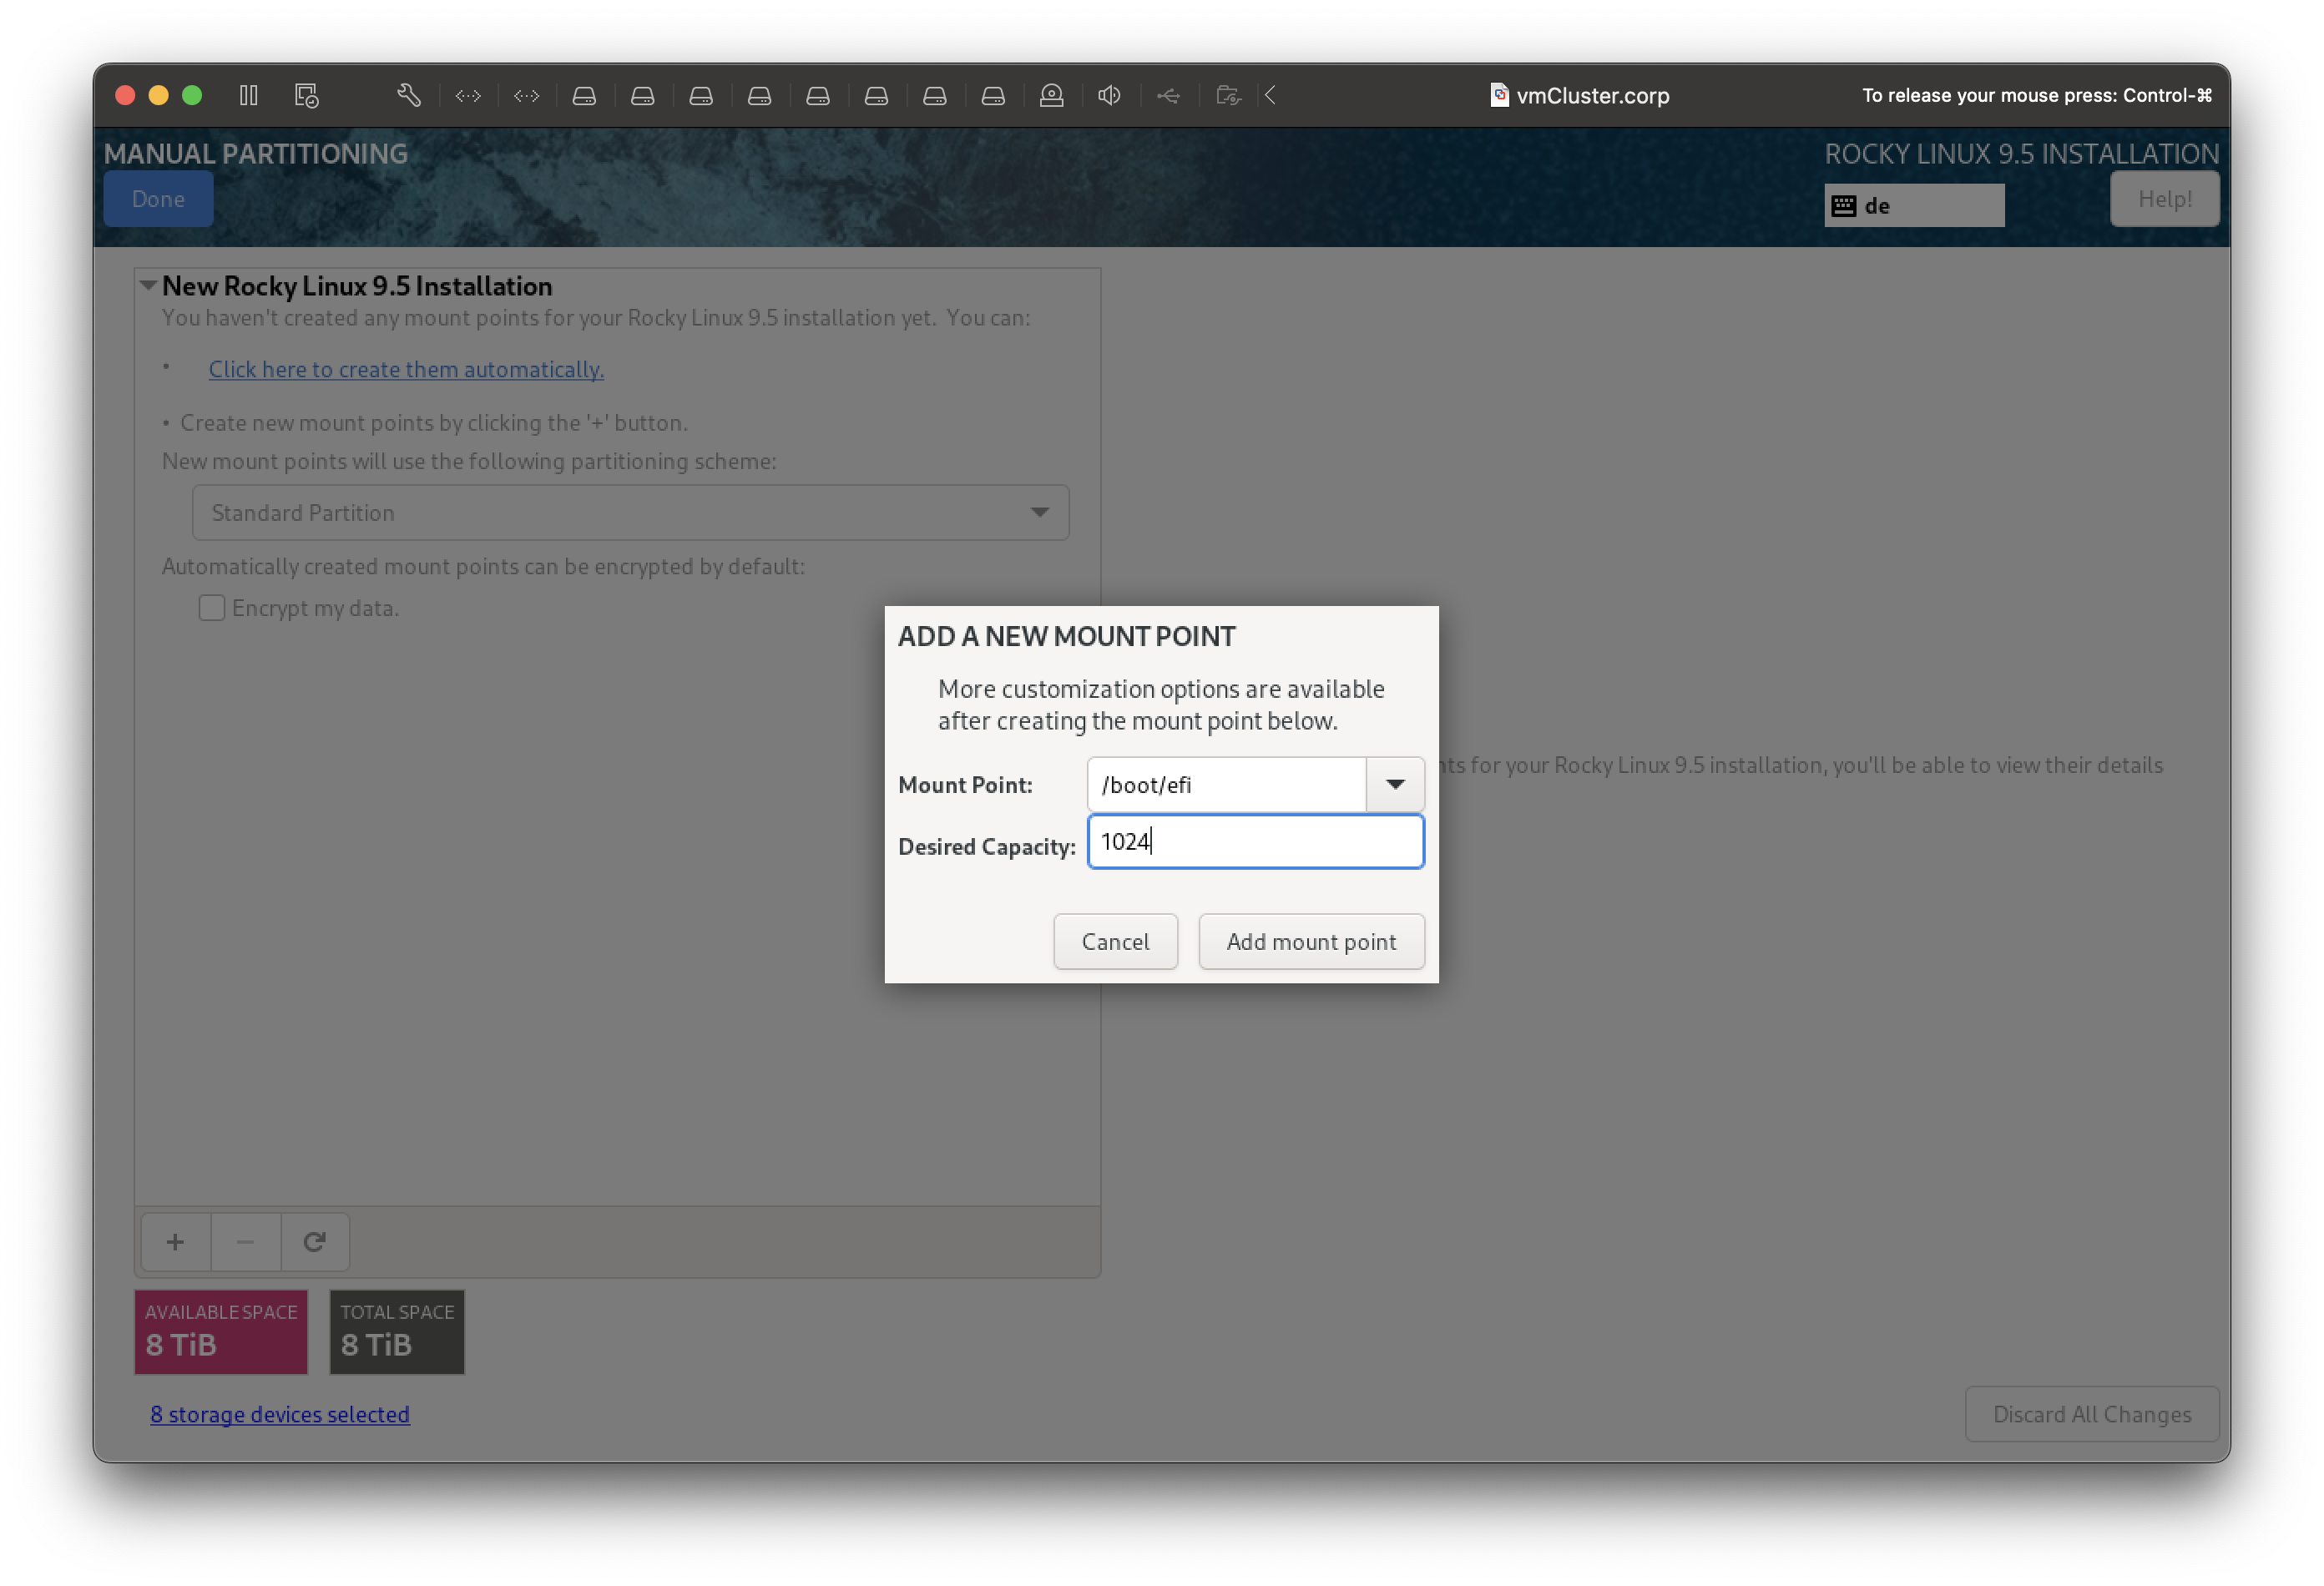 vmCluster.corp
To release your mouse press: Control-⌘
MANUAL PARTITIONING
ROCKY LINUX 9.5 INSTALLATION
Done
de
Help!
New Rocky Linux 9.5 Installation
You haven't created any mount points for your Rocky Linux 9.5 installation yet. You can:
• Click here to create them automatically.
• Create new mount points by clicking the '+' button.
New mount points will use the following partitioning scheme:
Standard Partition
Automatically created mount points can be encrypted by default:
Encrypt my data.
ADD A NEW MOUNT POINT
More customization options are available
after creating the mount point below.
Mount Point: /boot/efi
for your Rocky Linux 9.5 installation, you'll be able to view their details
Desired Capacity: 1024
Cancel
Add mount point
AVAILABLE SPACE
8 TiB
TOTAL SPACE
8 TiB
8 storage devices selected
Discard All Changes